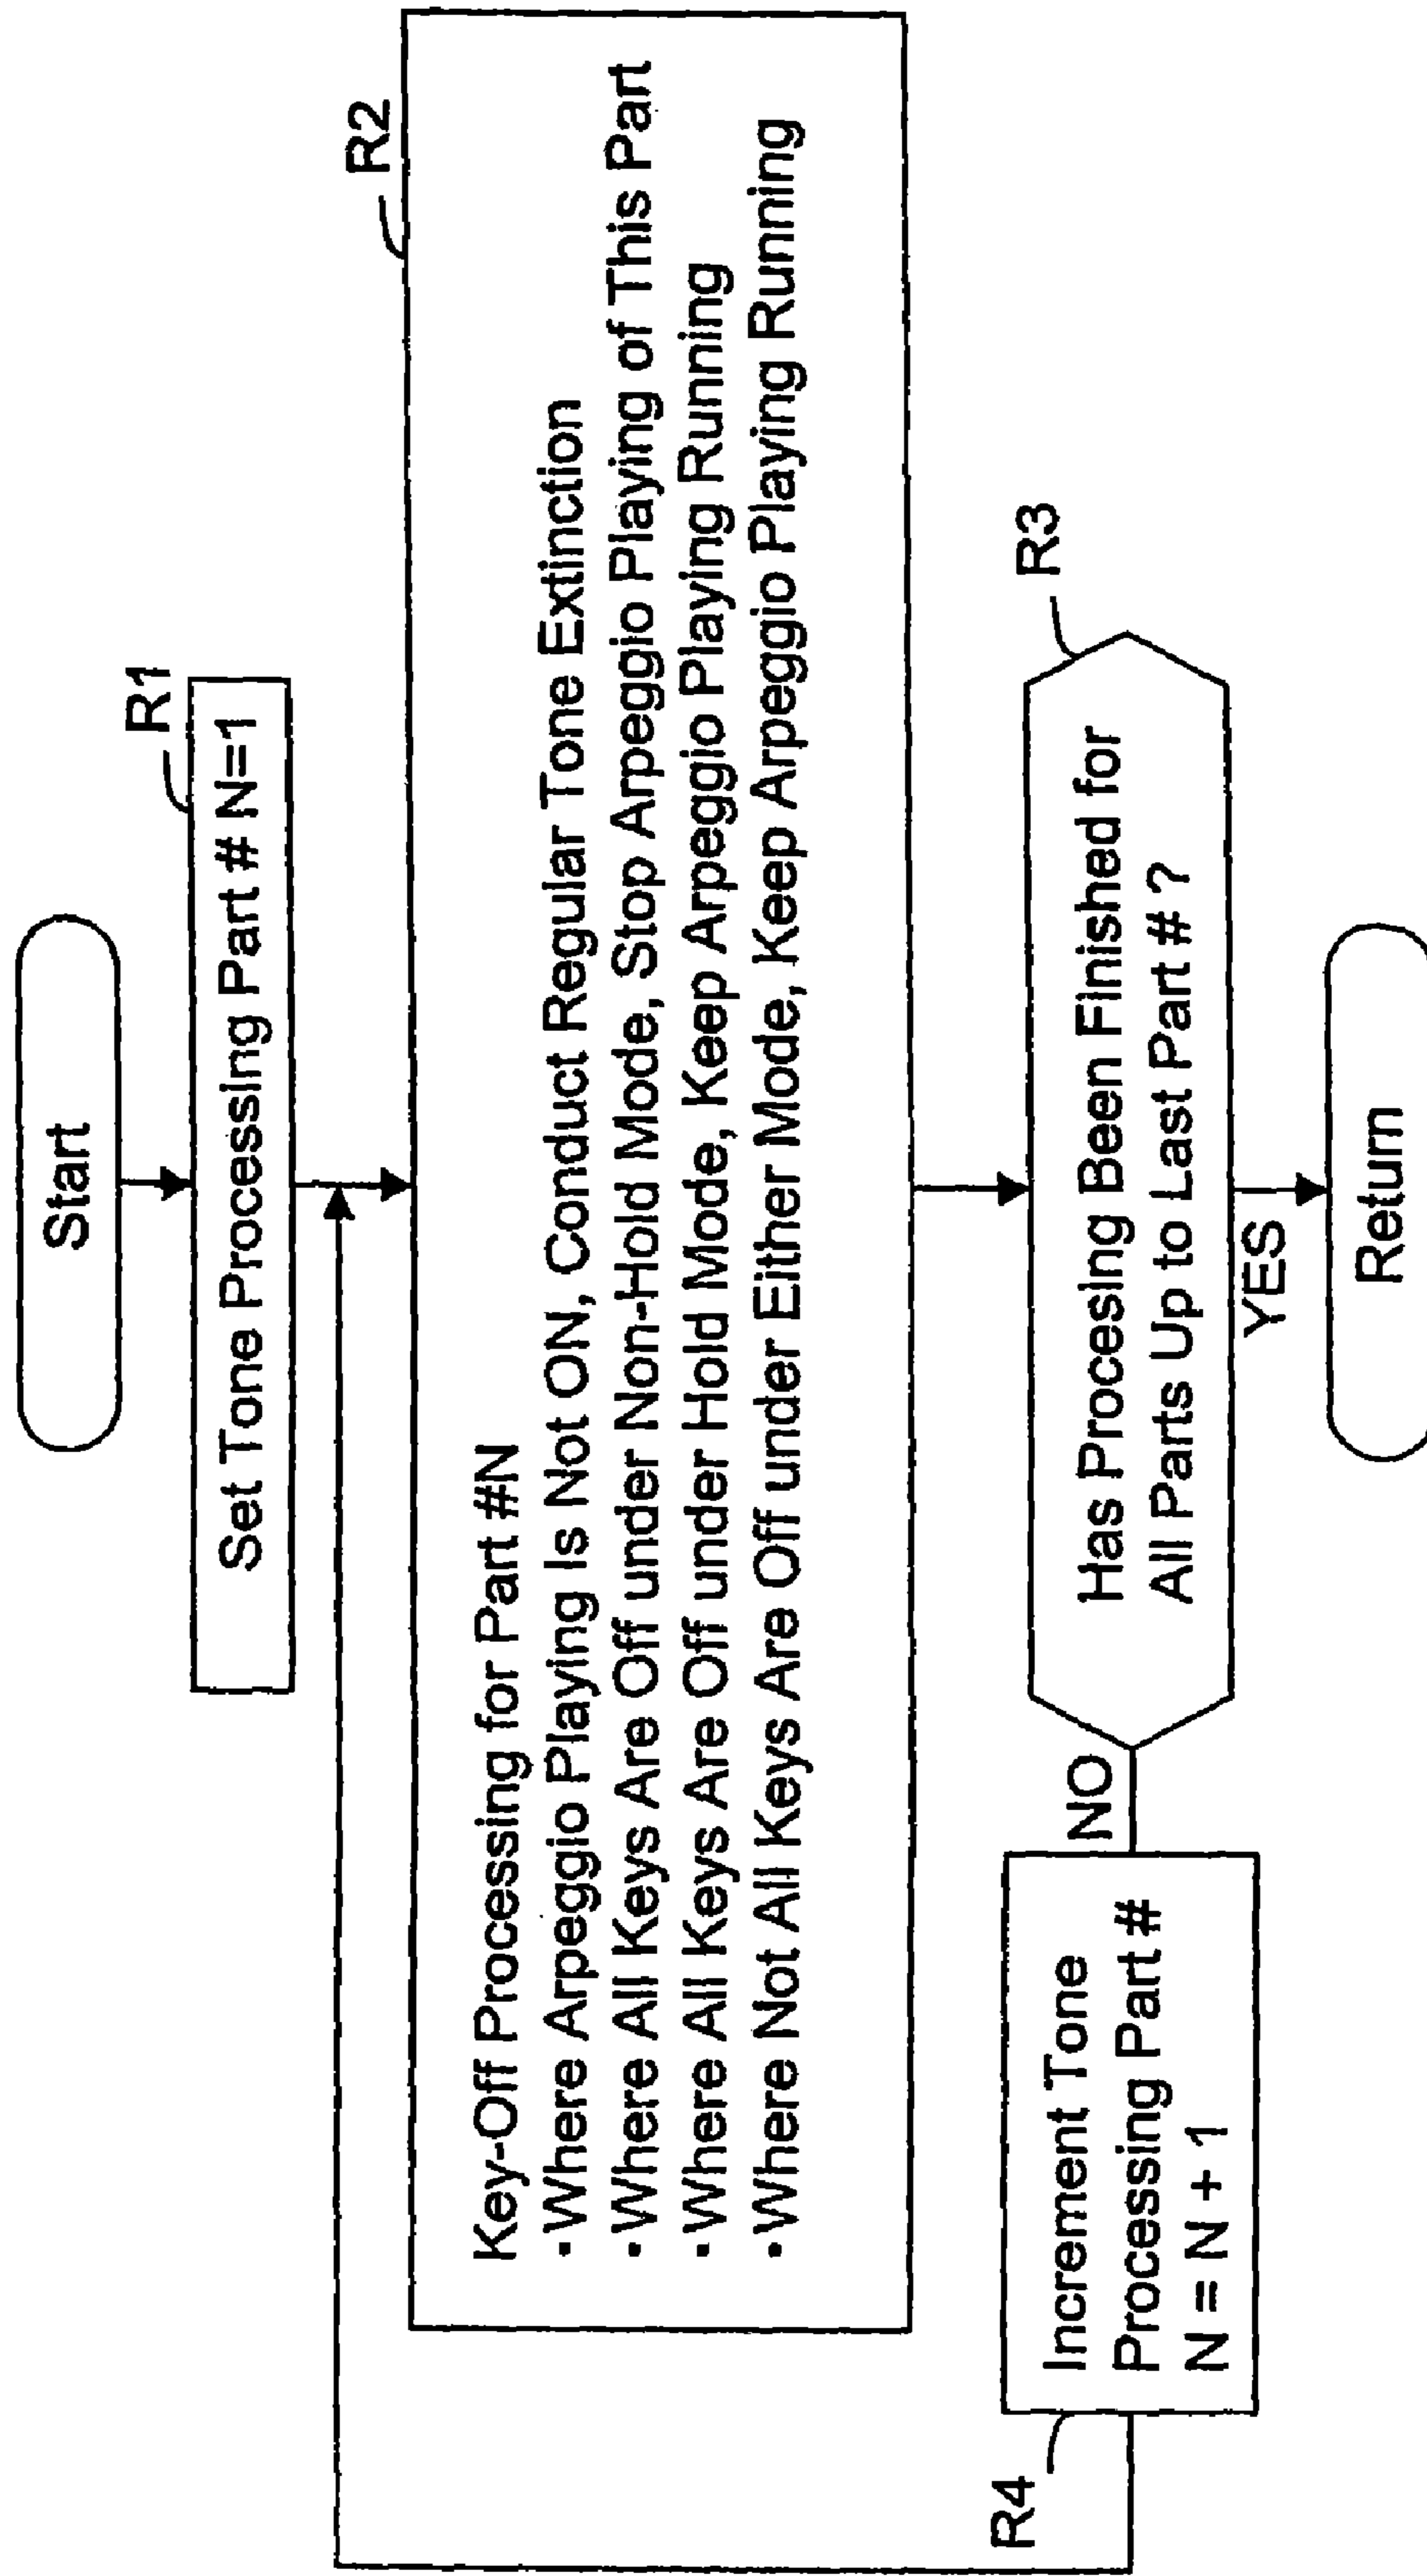 Start
R1
Set Tone Processing Part # N=1
R2
Key-Off Processing for Part #N
•Where Arpeggio Playing Is Not ON, Conduct Regular Tone Extinction
•Where All Keys Are Off under Non-Hold Mode, Stop Arpeggio Playing of This Part
•Where All Keys Are Off under Hold Mode, Keep Arpeggio Playing Running
•Where Not All Keys Are Off under Either Mode, Keep Arpeggio Playing Running
R3
Has Procesing Been Finished for
All Parts Up to Last Part # ?
NO
R4
Increment Tone
Processing Part #
N = N + 1
YES
Return